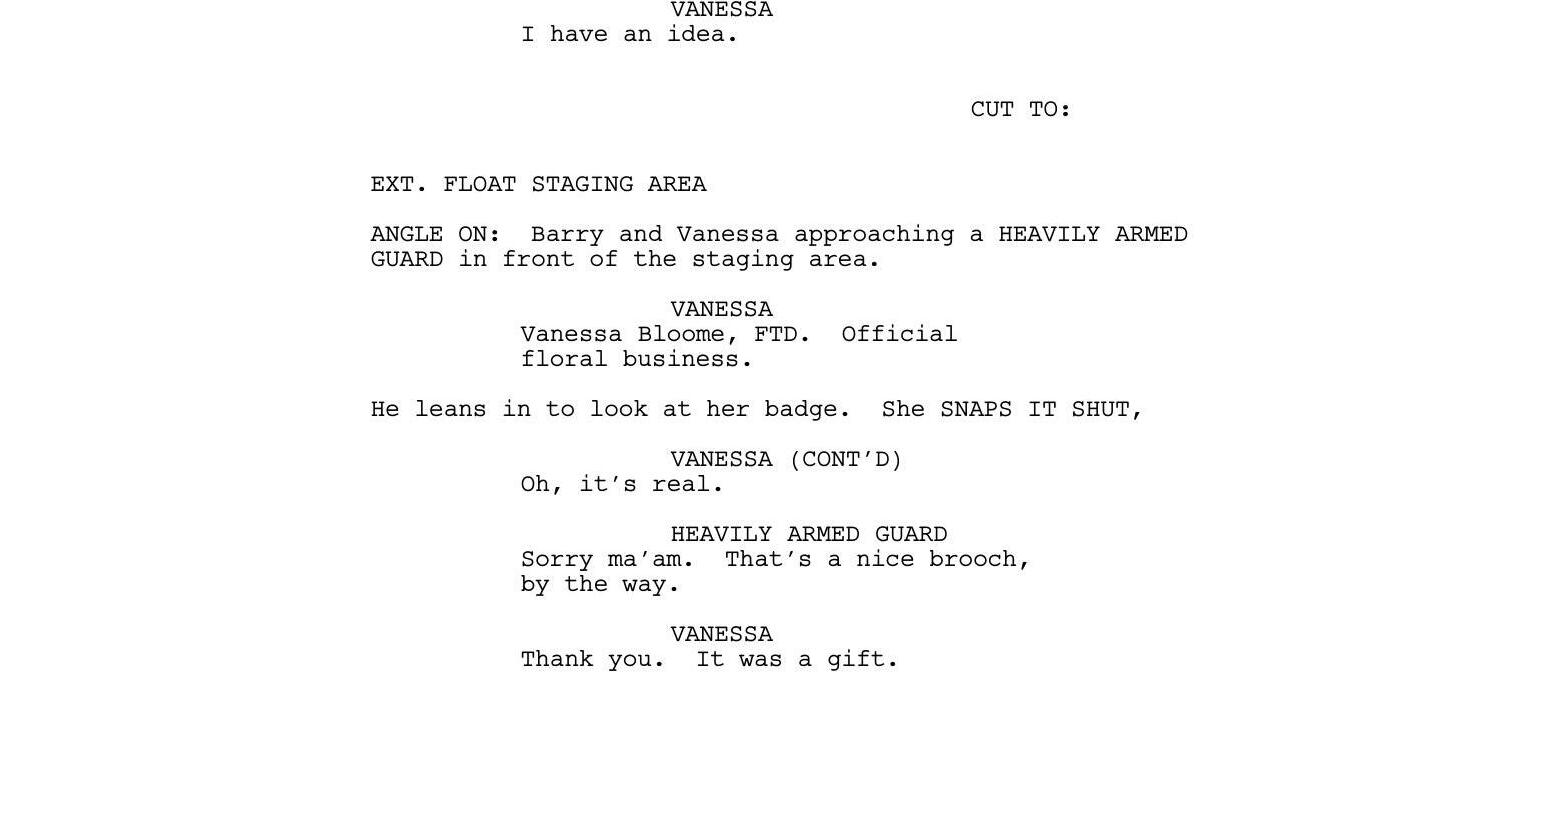 VANESSA
I have an idea.
CUT TO:
EXT. FLOAT STAGING AREA
ANGLE ON:  Barry and Vanessa approaching a HEAVILY ARMED
GUARD in front of the staging area.
VANESSA
Vanessa Bloome, FTD.  Official
floral business.
He leans in to look at her badge.  She SNAPS IT SHUT,
VANESSA (CONT’D)
Oh, it’s real.
HEAVILY ARMED GUARD
Sorry ma’am.  That’s a nice brooch,
by the way.
VANESSA
Thank you.  It was a gift.